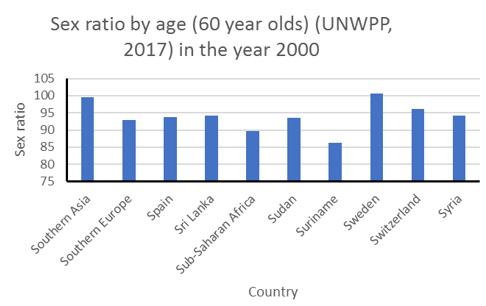 Sex ratio by age (60 year olds) (UNWPP,
2017) in the year 2000
105
100
95
90
85
80
75
Sex ratio
Southern Asia
Southern Europe
Spain
Sri Lanka
Sub-Saharan Africa
Sudan
Suriname
Sweden
Switzerland
Syria
Country